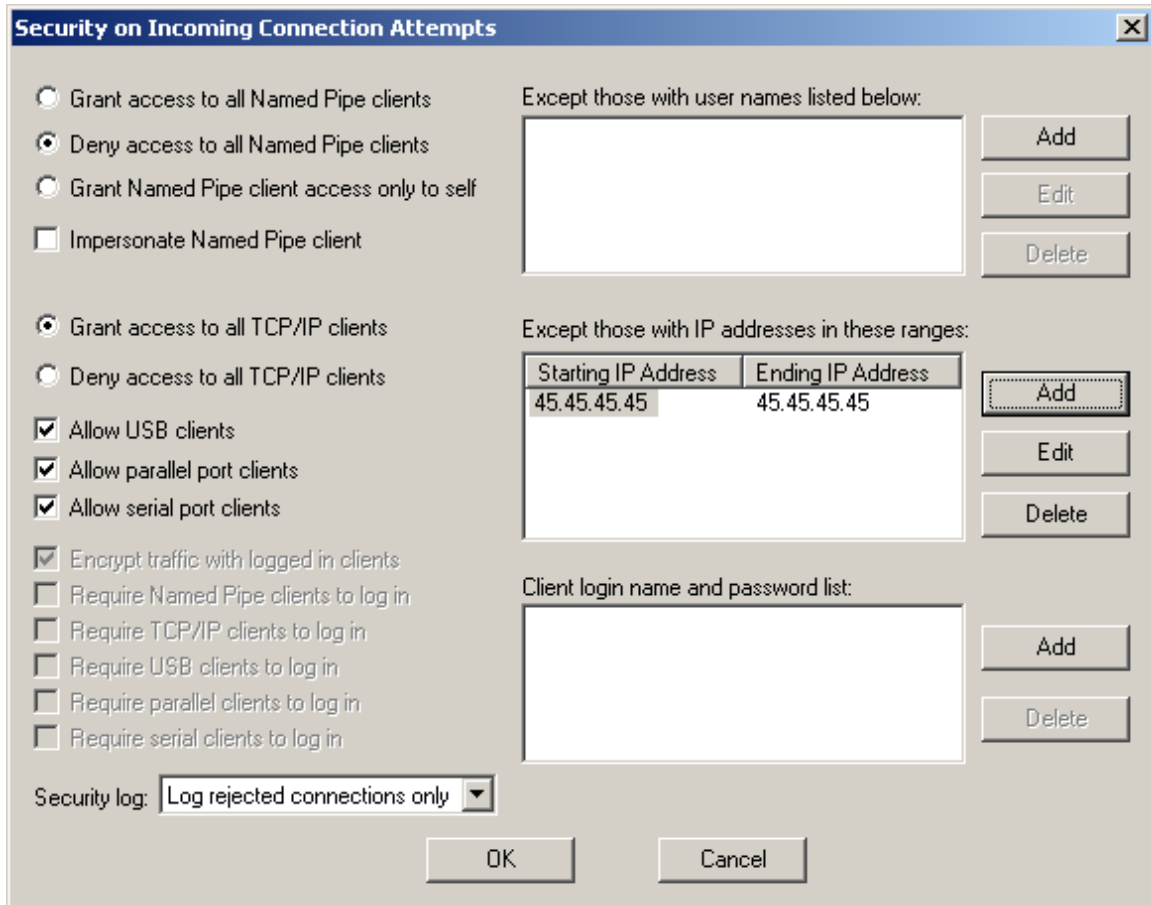 Security on Incoming Connection Attempts
Grant access to all Named Pipe clients
Deny access to all Named Pipe clients
Grant Named Pipe client access only to self
Impersonate Named Pipe client
Except those with user names listed below:
Add
Edit
Delete
Grant access to all TCP/IP clients
Deny access to all TCP/IP clients
Allow USB clients
Allow parallel port clients
Allow serial port clients
Except those with IP addresses in these ranges:
Starting IP Address Ending IP Address
45.45.45.45 45.45.45.45
Add
Edit
Delete
Encrypt traffic with logged in clients
Require Named Pipe clients to log in
Require TCP/IP clients to log in
Require USB clients to log in
Require parallel clients to log in
Require serial clients to log in
Client login name and password list:
Add
Delete
Security log: Log rejected connections only
OK Cancel